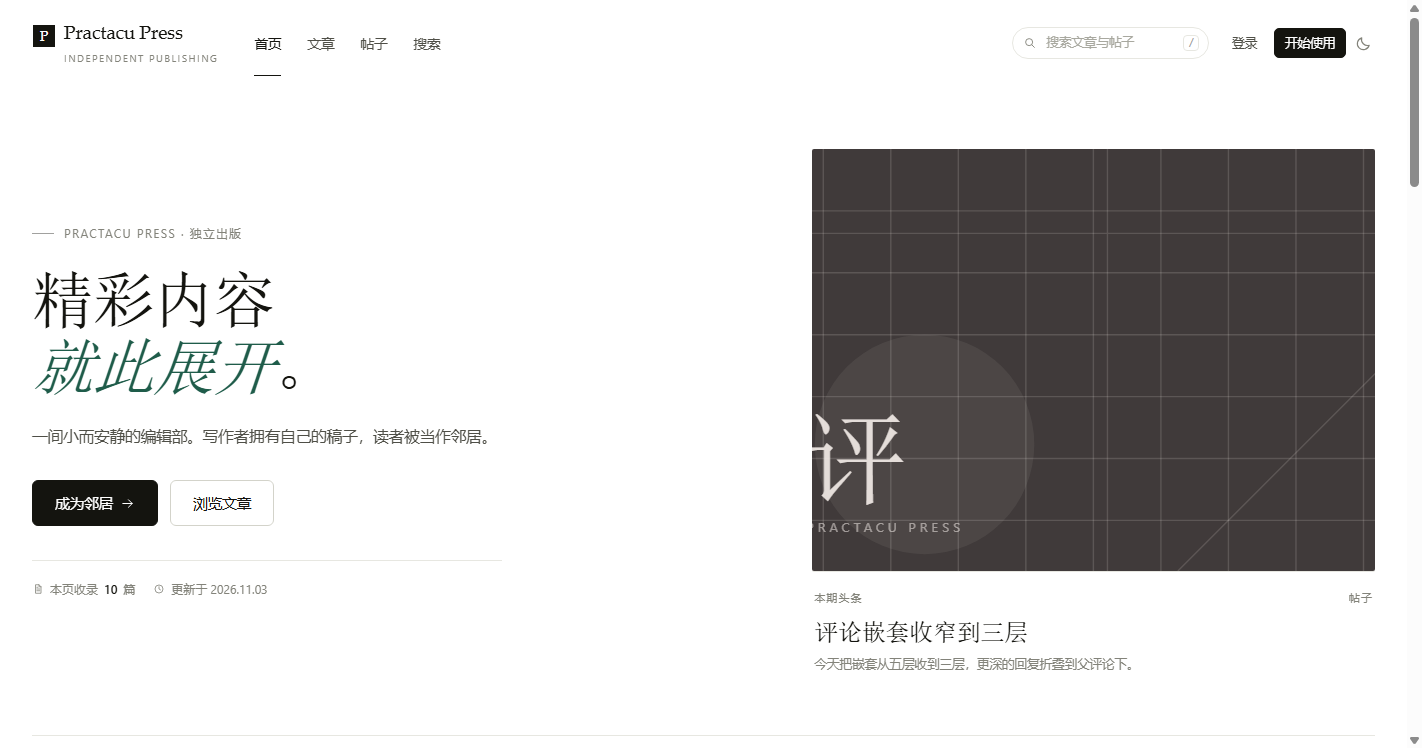 P
Practacu Press
INDEPENDENT PUBLISHING
首页 文章 帖子 搜索
搜索文章与帖子 /
登录
开始使用
PRACTACU PRESS · 独立出版
精彩内容
就此展开。
一间小而安静的编辑部。写作者拥有自己的稿子，读者被当作邻居。
成为邻居 →
浏览文章
本页收录 10 篇 更新于 2026.11.03
评
PRACTACU PRESS
本期头条 帖子
评论嵌套收窄到三层
今天把嵌套从五层收到三层，更深的回复折叠到父评论下。